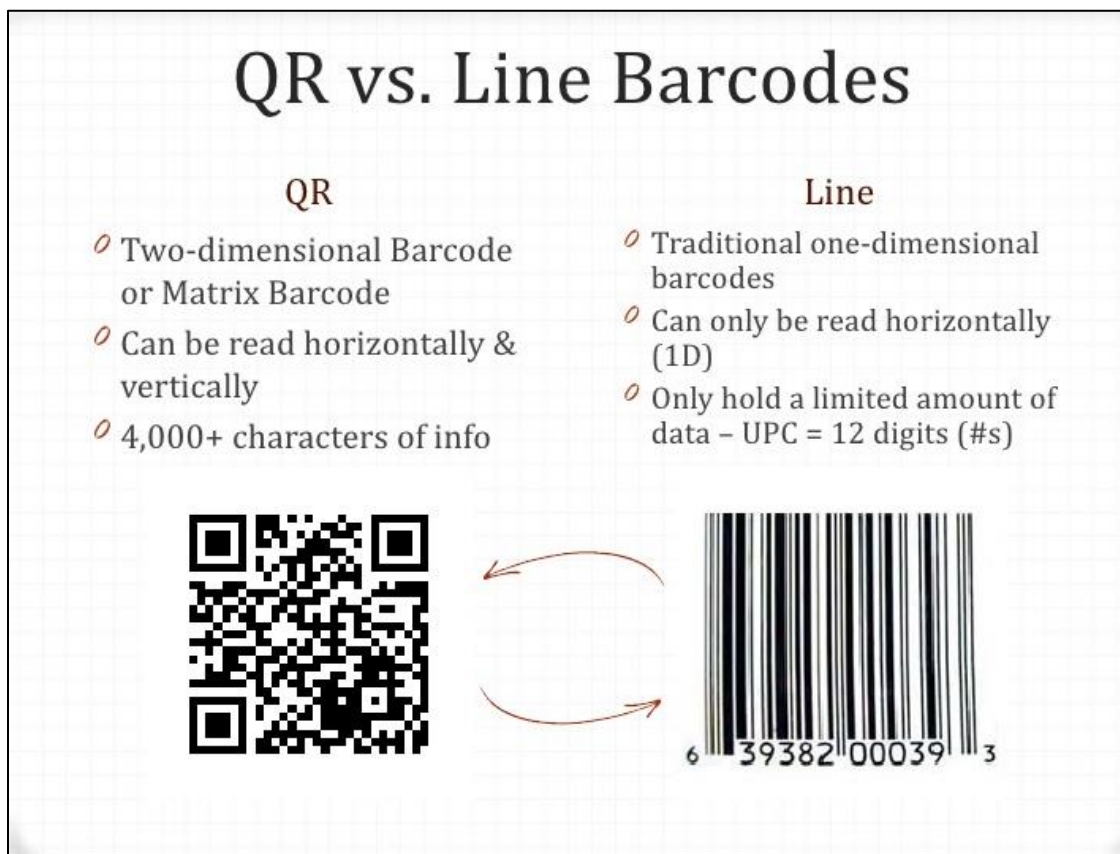 QR vs. Line Barcodes
QR
Two-dimensional Barcode
or Matrix Barcode
Can be read horizontally &
vertically
4,000+ characters of info
Line
Traditional one-dimensional
barcodes
Can only be read horizontally
(1D)
Only hold a limited amount of
data – UPC = 12 digits (#s)
6 39382 00039 3